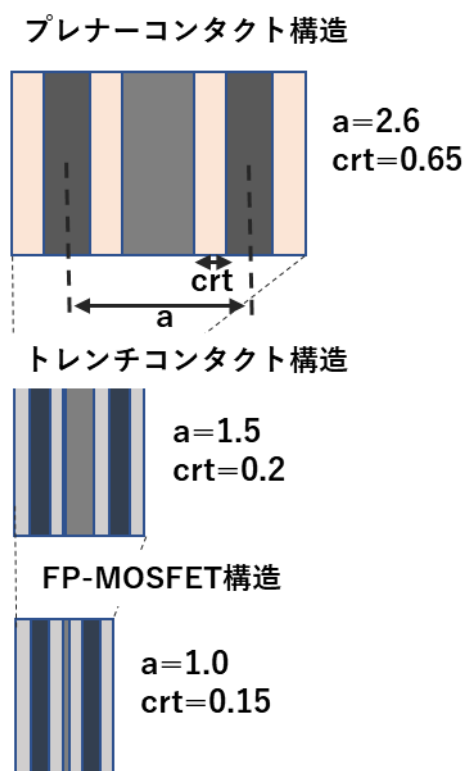 プレナーコンタクト構造
a=2.6
crt=0.65
crt
a
トレンチコンタクト構造
a=1.5
crt=0.2
FP-MOSFET構造
a=1.0
crt=0.15